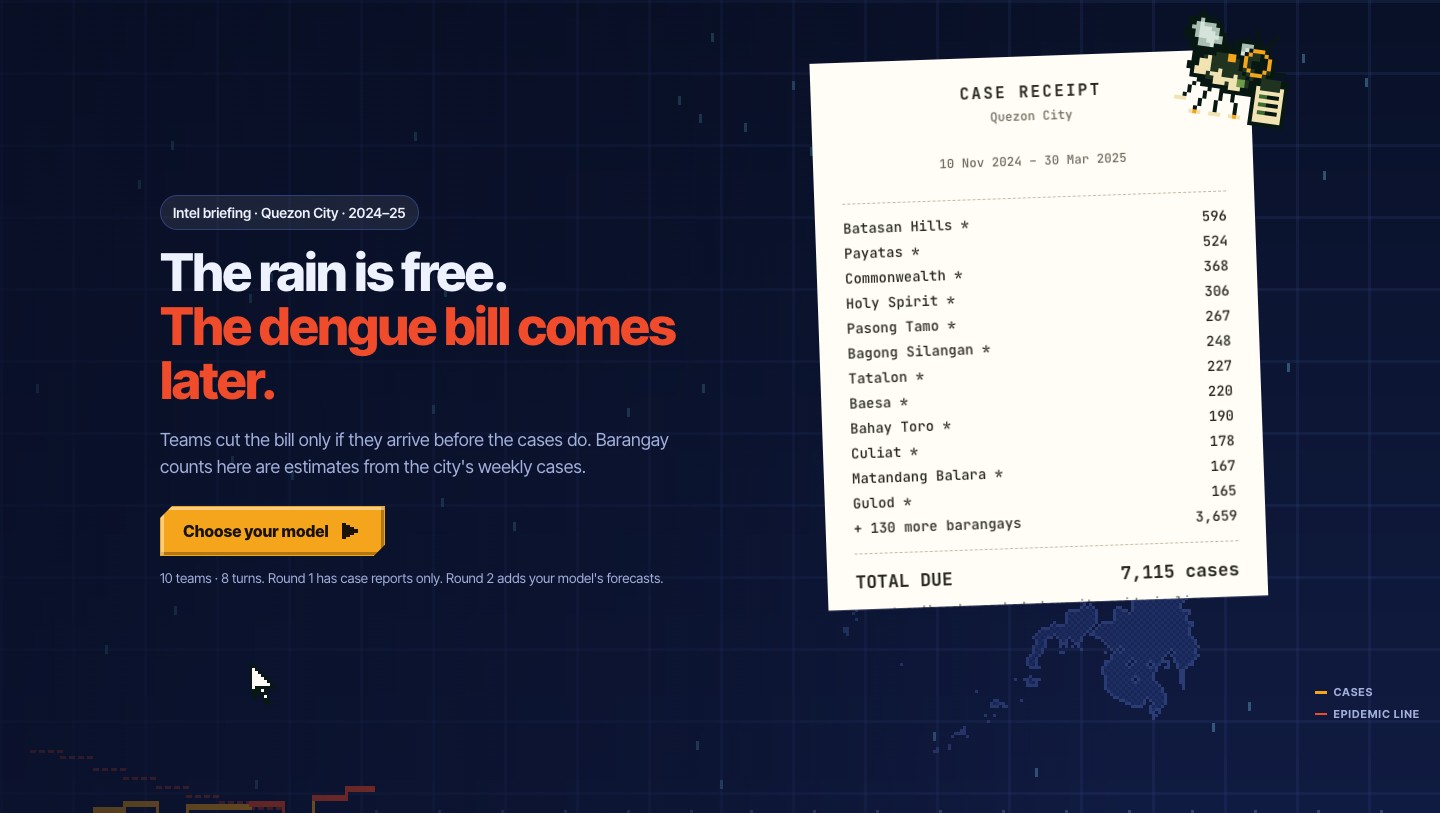 Intel briefing · Quezon City · 2024–25
The rain is free.
The dengue bill comes
later.
Teams cut the bill only if they arrive before the cases do. Barangay
counts here are estimates from the city's weekly cases.
Choose your model
10 teams · 8 turns. Round 1 has case reports only. Round 2 adds your model's forecasts.
CASE RECEIPT
Quezon City
10 Nov 2024 – 30 Mar 2025
Batasan Hills * 596
Payatas * 524
Commonwealth * 368
Holy Spirit * 306
Pasong Tamo * 267
Bagong Silangan * 248
Tatalon * 227
Baesa * 220
Bahay Toro * 190
Culiat * 178
Matandang Balara * 167
Gulod * 165
+ 130 more barangays 3,659
TOTAL DUE 7,115 cases
CASES
EPIDEMIC LINE